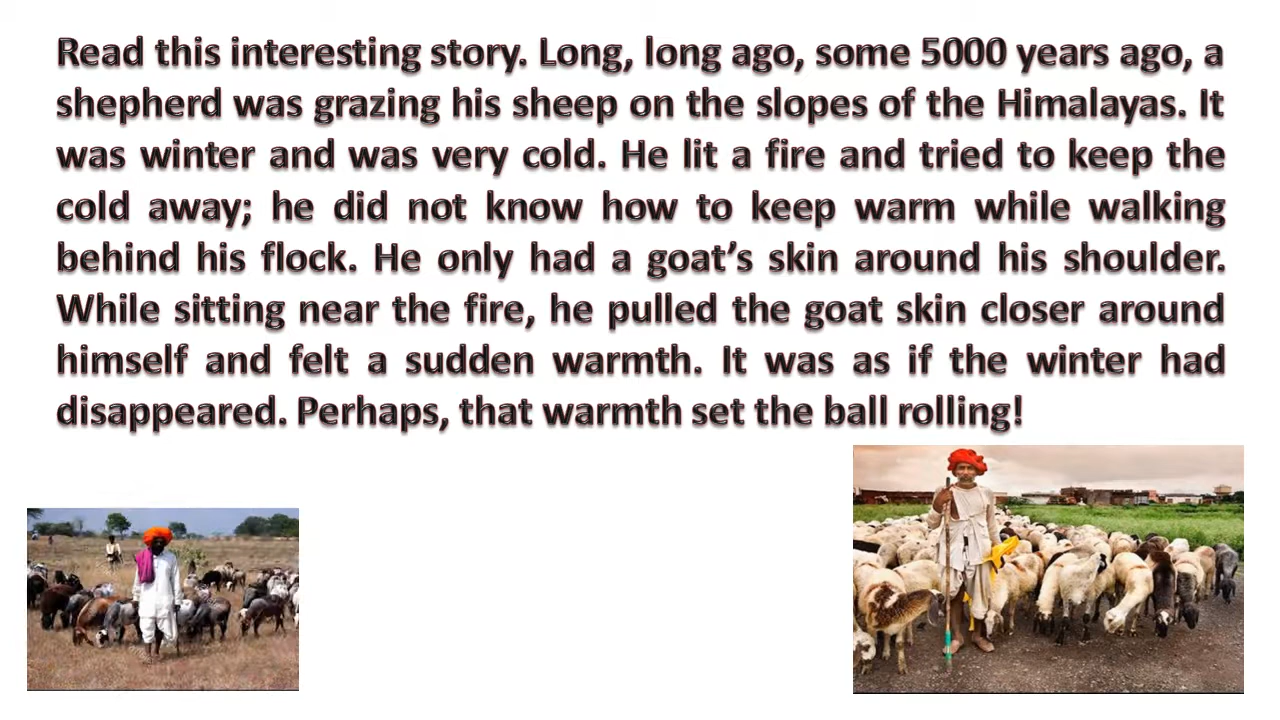 Read this interesting story. Long, long ago, some 5000 years ago, a
shepherd was grazing his sheep on the slopes of the Himalayas. It
was winter and was very cold. He lit a fire and tried to keep the
cold away; he did not know how to keep warm while walking
behind his flock. He only had a goat’s skin around his shoulder.
While sitting near the fire, he pulled the goat skin closer around
himself and felt a sudden warmth. It was as if the winter had
disappeared. Perhaps, that warmth set the ball rolling!